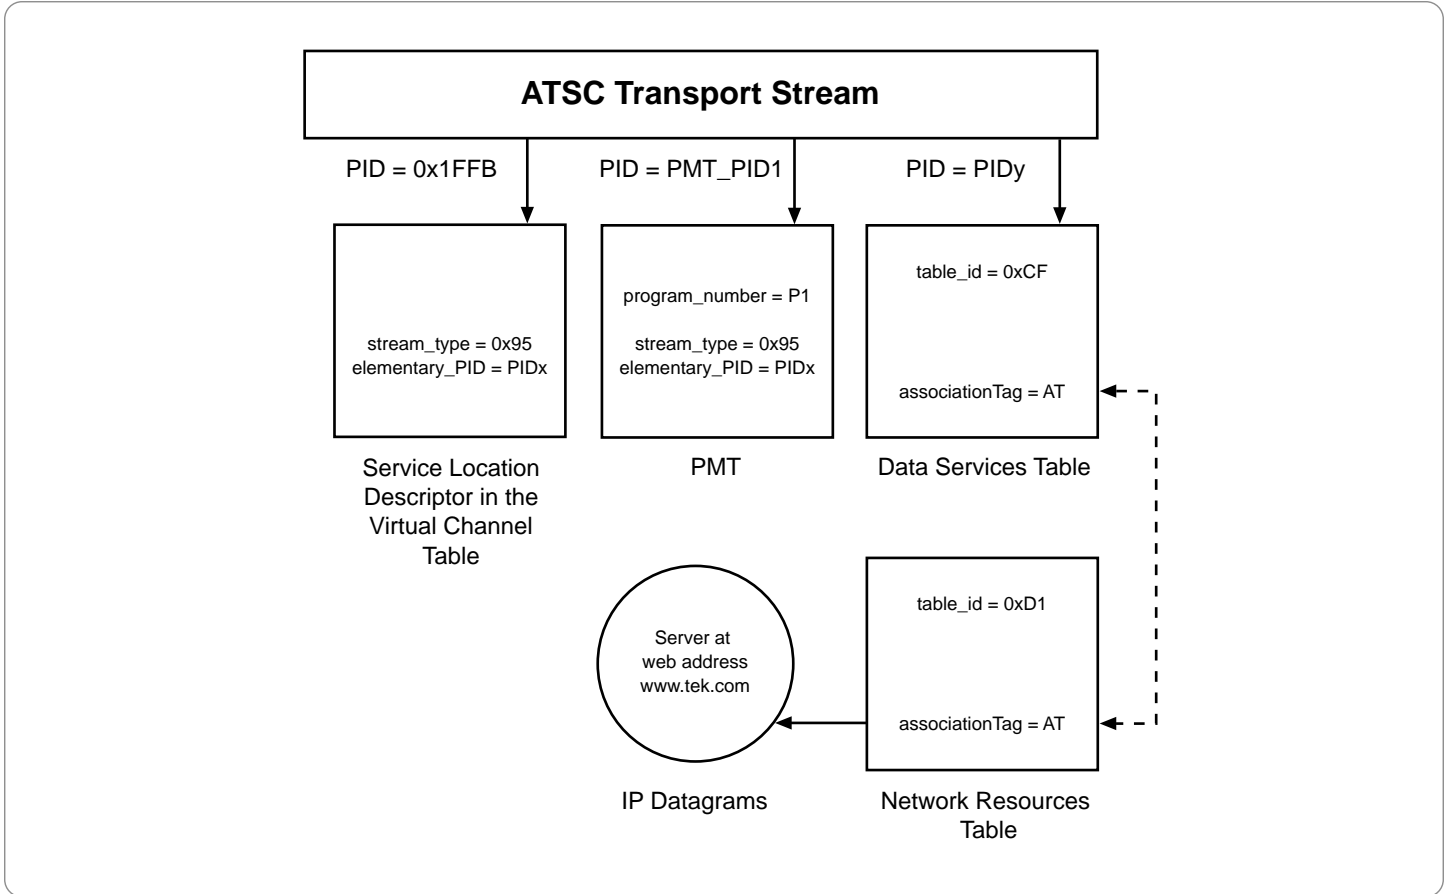 ATSC Transport Stream
PID = 0x1FFB
PID = PMT_PID1
PID = PIDy
stream_type = 0x95
elementary_PID = PIDx
program_number = P1
stream_type = 0x95
elementary_PID = PIDx
table_id = 0xCF
associationTag = AT
Service Location
Descriptor in the
Virtual Channel
Table
PMT
Data Services Table
Server at
web address
www.tek.com
table_id = 0xD1
associationTag = AT
IP Datagrams
Network Resources
Table